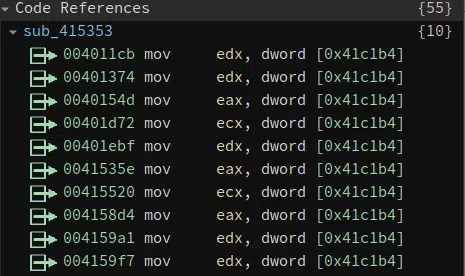 Code References {55}
sub_415353 {10}
004011cb mov edx, dword [0x41c1b4]
00401374 mov edx, dword [0x41c1b4]
0040154d mov eax, dword [0x41c1b4]
00401d72 mov ecx, dword [0x41c1b4]
00401ebf mov edx, dword [0x41c1b4]
0041535e mov eax, dword [0x41c1b4]
00415520 mov ecx, dword [0x41c1b4]
004158d4 mov eax, dword [0x41c1b4]
004159a1 mov edx, dword [0x41c1b4]
004159f7 mov edx, dword [0x41c1b4]